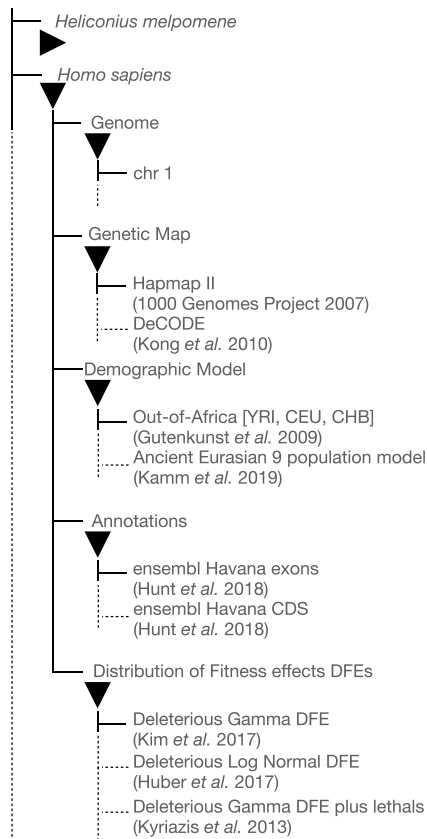 Heliconius melpomene
Homo sapiens
Genome
chr 1
Genetic Map
Hapmap II
(1000 Genomes Project 2007)
DeCODE
(Kong et al. 2010)
Demographic Model
Out-of-Africa [YRI, CEU, CHB]
(Gutenkunst et al. 2009)
Ancient Eurasian 9 population model
(Kamm et al. 2019)
Annotations
ensembl Havana exons
(Hunt et al. 2018)
ensembl Havana CDS
(Hunt et al. 2018)
Distribution of Fitness effects DFEs
Deleterious Gamma DFE
(Kim et al. 2017)
Deleterious Log Normal DFE
(Huber et al. 2017)
Deleterious Gamma DFE plus lethals
(Kyriazis et al. 2013)